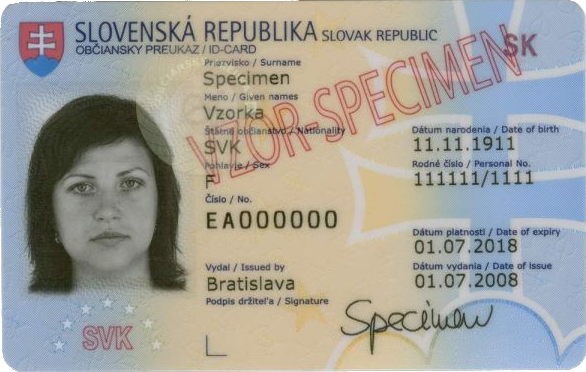 SLOVENSKÁ REPUBLIKA SLOVAK REPUBLIC
OBČIANSKY PREUKAZ / ID-CARD
SK
Priezvisko / Surname
Specimen
Meno / Given names
Vzorka
VZOR-SPECIMEN
Štátne občianstvo / Nationality
SVK
Pohlavie / Sex
F
Číslo / No.
EA000000
Dátum narodenia / Date of birth
11.11.1911
Rodné číslo / Personal No.
111111/1111
Dátum platnosti / Date of expiry
01.07.2018
Vydal / Issued by
Bratislava
Dátum vydania / Date of issue
01.07.2008
Podpis držiteľa / Signature
Specimen
SVK